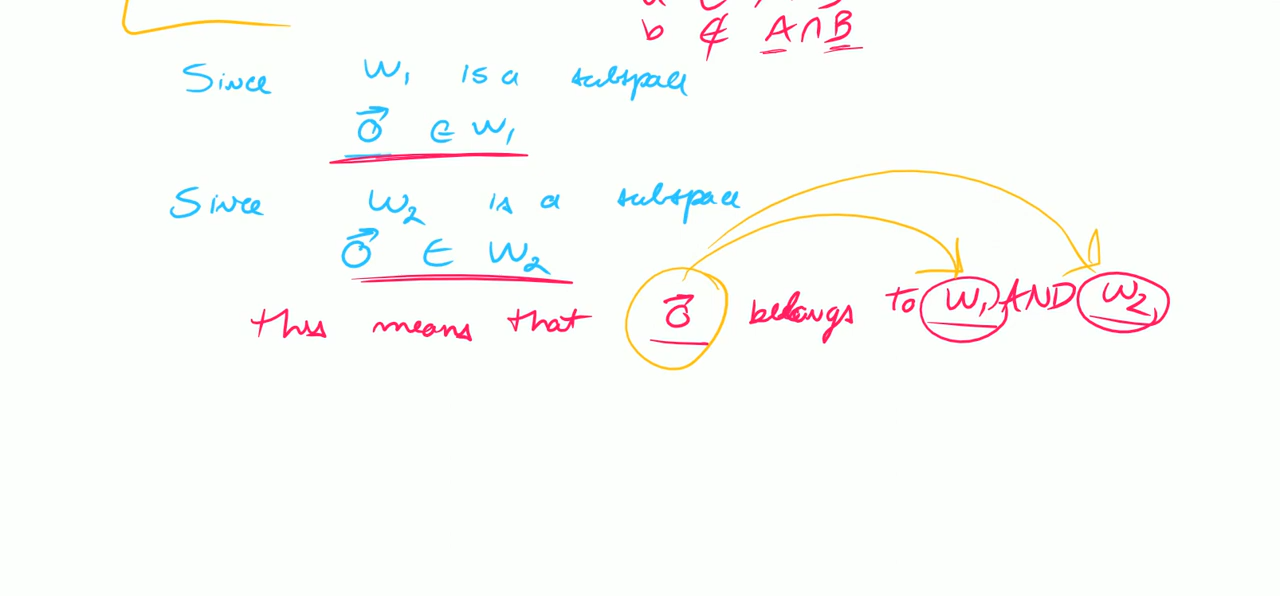 b ∉ A∩B
Since W₁ is a subspace
0⃗ ∈ W₁
Since W₂ is a subspace
0⃗ ∈ W₂
this means that 0⃗ belongs to W₁ AND W₂